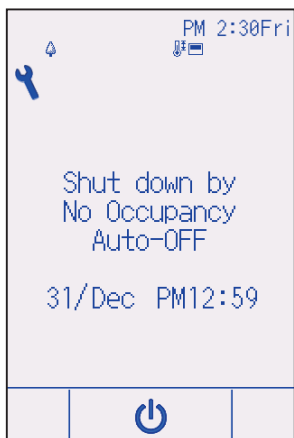 PM 2:30Fri
Shut down by
No Occupancy
Auto-OFF
31/Dec PM12:59